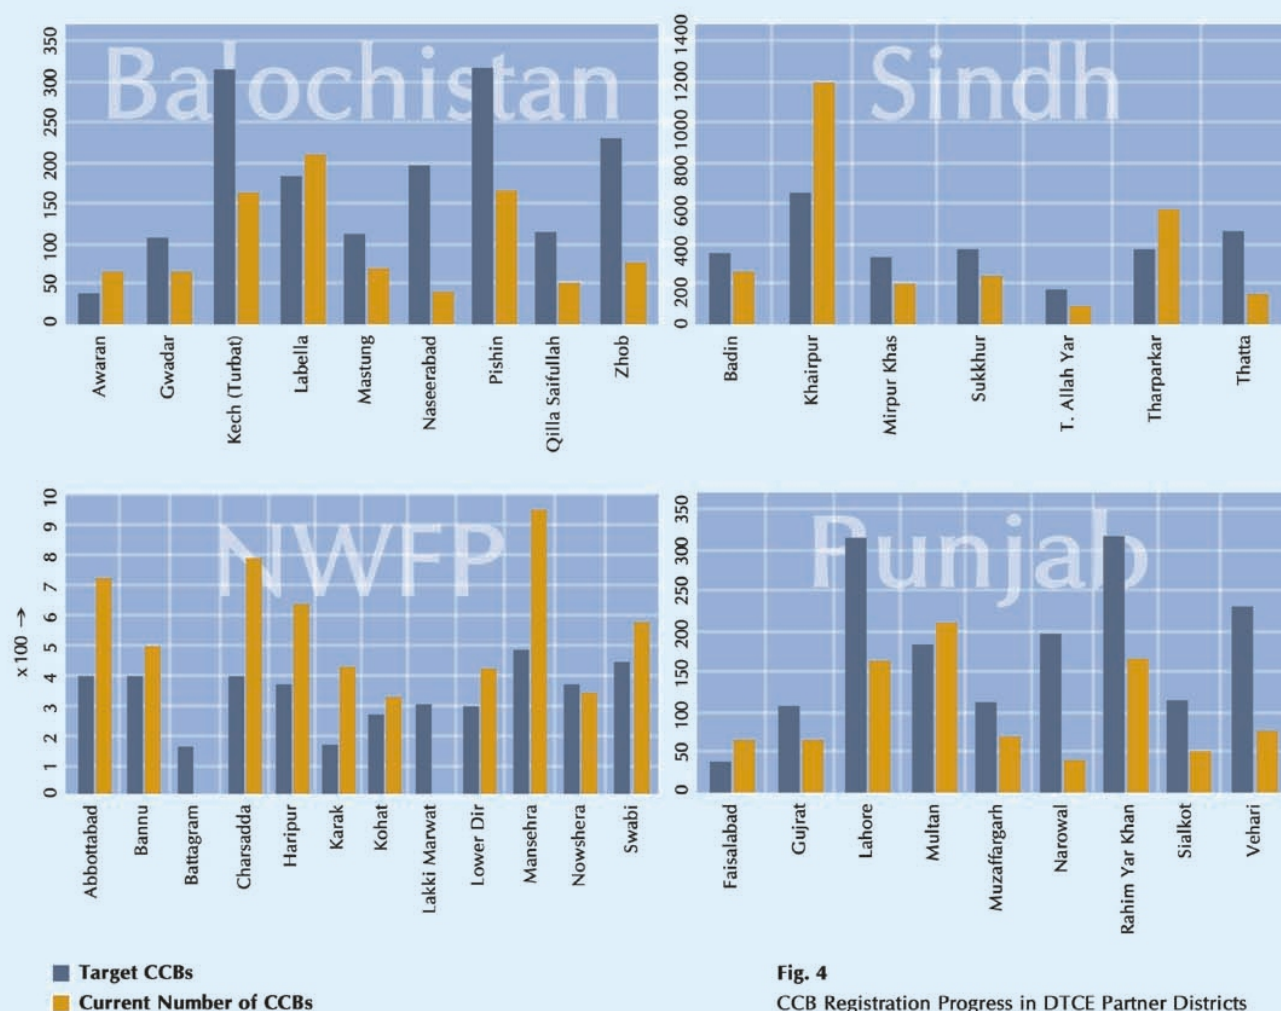 Balochistan
350
300
250
200
150
100
50
0
Awaran
Gwadar
Kech (Turbat)
Labella
Mastung
Naseerabad
Pishin
Qilla Saifullah
Zhob
Sindh
1400
1200
1000
800
600
400
200
0
Badin
Khairpur
Mirpur Khas
Sukkhur
T. Allah Yar
Tharparkar
Thatta
NWFP
x 100 →
10
9
8
7
6
5
4
3
2
1
0
Abbottabad
Bannu
Battagram
Charsadda
Haripur
Karak
Kohat
Lakki Marwat
Lower Dir
Mansehra
Nowshera
Swabi
Punjab
350
300
250
200
150
100
50
0
Faisalabad
Gujrat
Lahore
Multan
Muzaffargarh
Narowal
Rahim Yar Khan
Sialkot
Vehari
Target CCBs
Current Number of CCBs
Fig. 4
CCB Registration Progress in DTCE Partner Districts